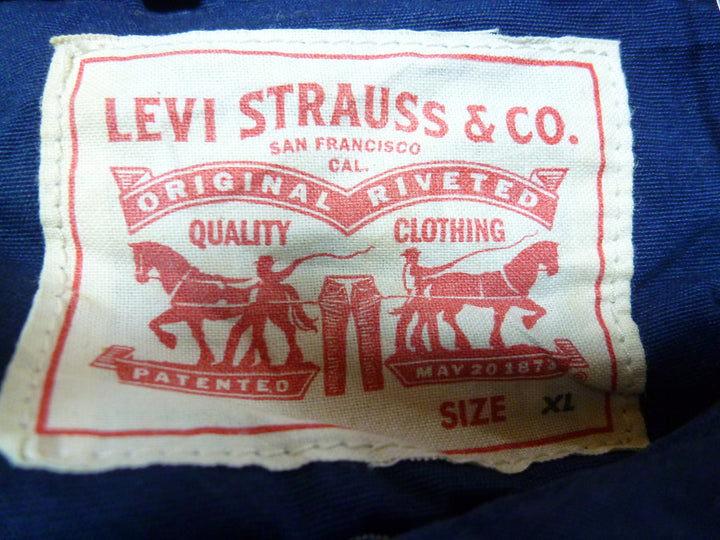 LEVI STRAUSS & CO.
SAN FRANCISCO
CAL.
ORIGINAL RIVETED
QUALITY CLOTHING
PATENTED MAY 20 1873
SIZE XL